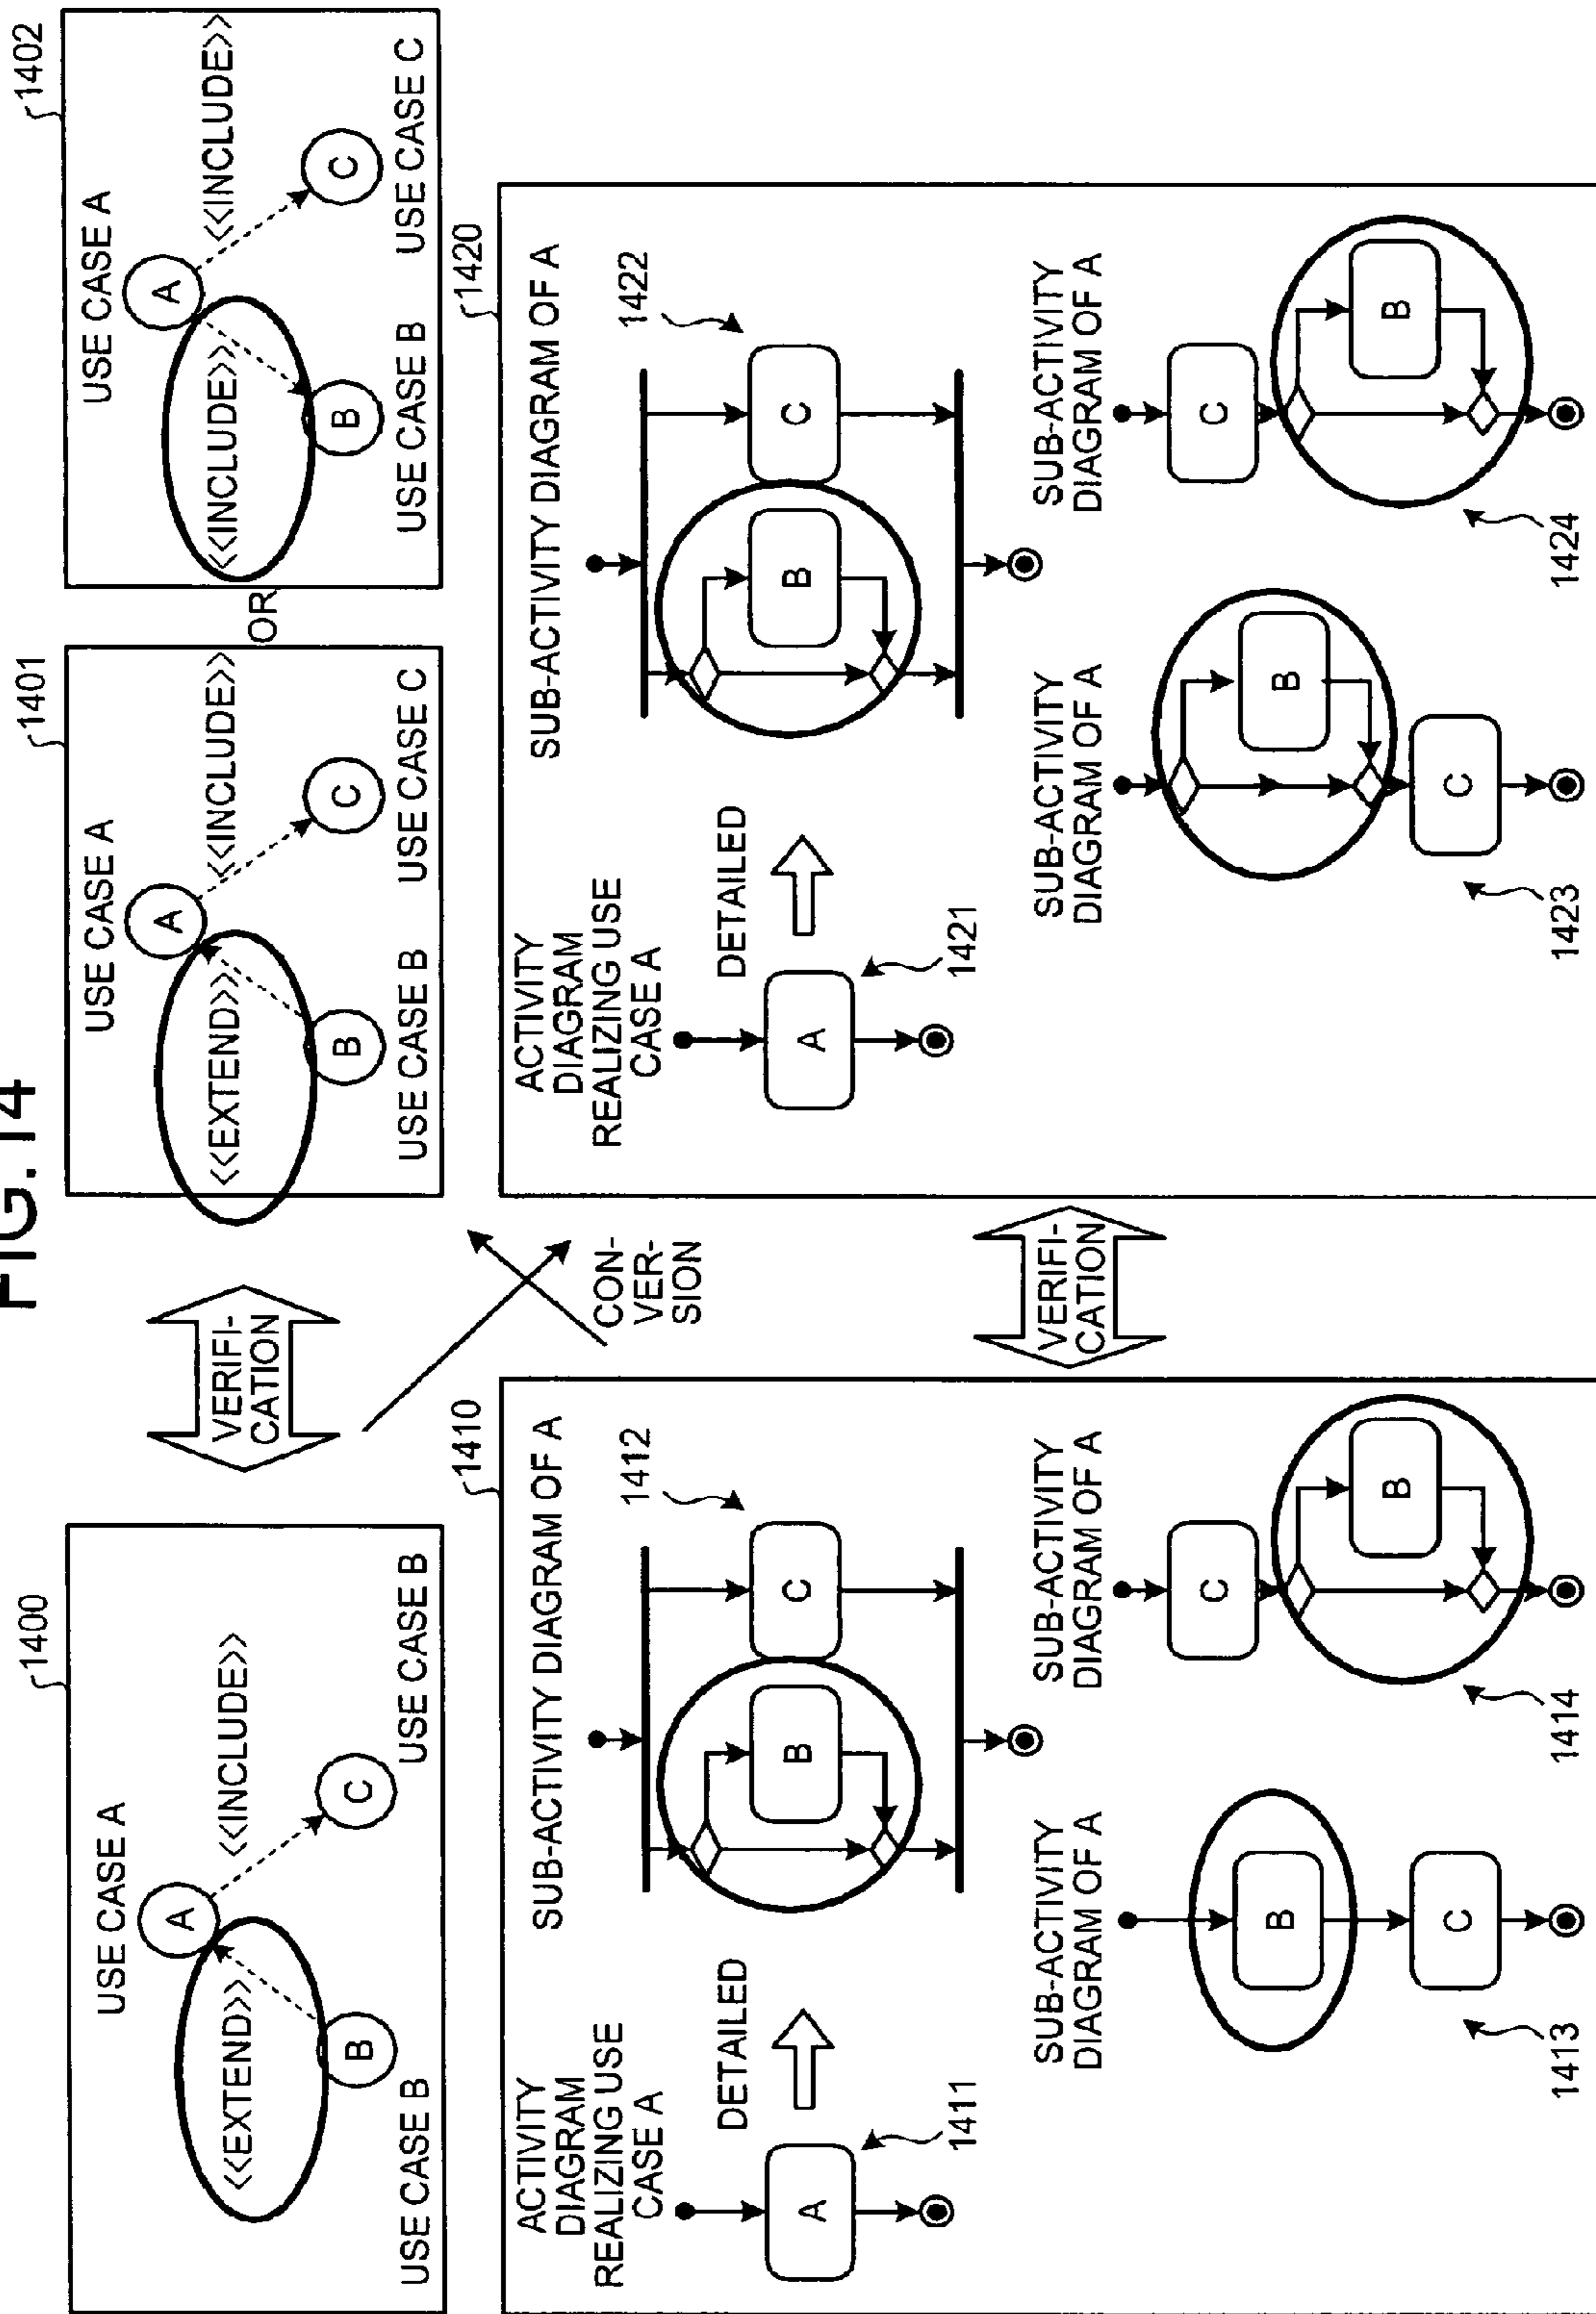 FIG.14
1400
USE CASE A
<<EXTEND>>
<<INCLUDE>>
A
B
C
USE CASE B
USE CASE B
VERIFI-
CATION
1401
USE CASE A
<<EXTEND>>
<<INCLUDE>>
A
B
C
USE CASE B
USE CASE C
OR
1402
USE CASE A
<<INCLUDE>>
<<INCLUDE>>
A
B
C
USE CASE B
USE CASE C
CON-
VER-
SION
1410
ACTIVITY
DIAGRAM
REALIZING USE
CASE A
A
1411
DETAILED
SUB-ACTIVITY DIAGRAM OF A
1412
B
C
SUB-ACTIVITY
DIAGRAM OF A
B
C
1413
SUB-ACTIVITY
DIAGRAM OF A
C
B
1414
VERIFI-
CATION
1420
ACTIVITY
DIAGRAM
REALIZING USE
CASE A
A
1421
DETAILED
SUB-ACTIVITY DIAGRAM OF A
1422
B
C
SUB-ACTIVITY
DIAGRAM OF A
B
C
1423
SUB-ACTIVITY
DIAGRAM OF A
C
B
1424